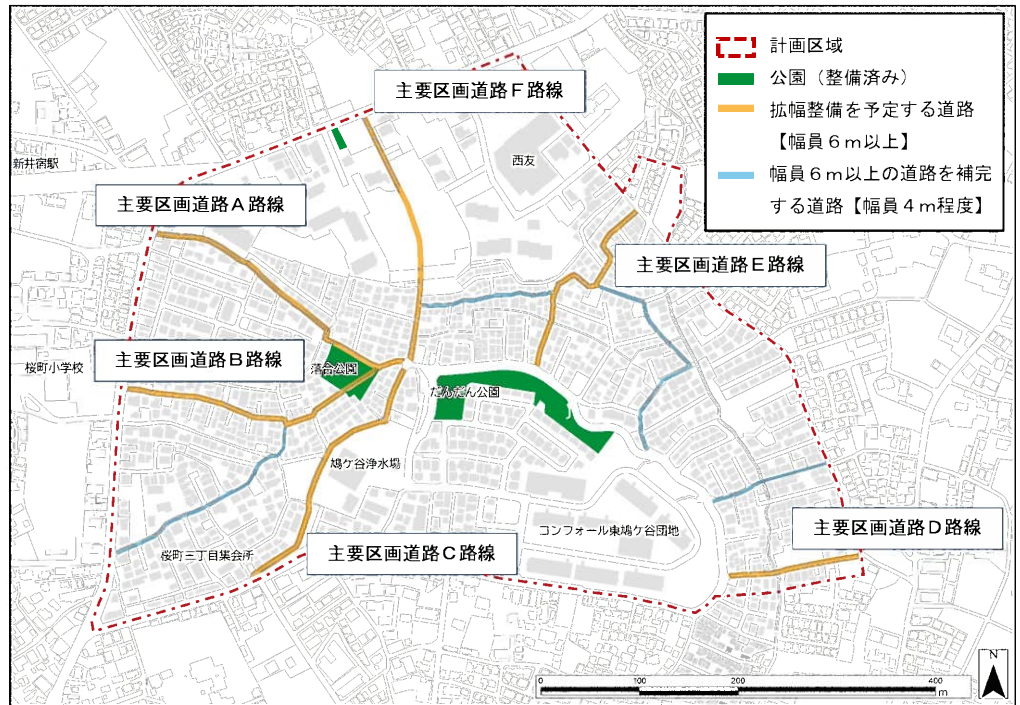 計画区域
公園（整備済み）
拡幅整備を予定する道路
【幅員６ｍ以上】
幅員６ｍ以上の道路を補完
する道路【幅員４ｍ程度】
主要区画道路Ｆ路線
西友
新井宿駅
主要区画道路Ａ路線
主要区画道路Ｅ路線
主要区画道路Ｂ路線
桜町小学校
落合公園
だんだん公園
鳩ケ谷浄水場
コンフォール東鳩ケ谷団地
主要区画道路Ｄ路線
桜町三丁目集会所
主要区画道路Ｃ路線
N
0 100 200 400
m